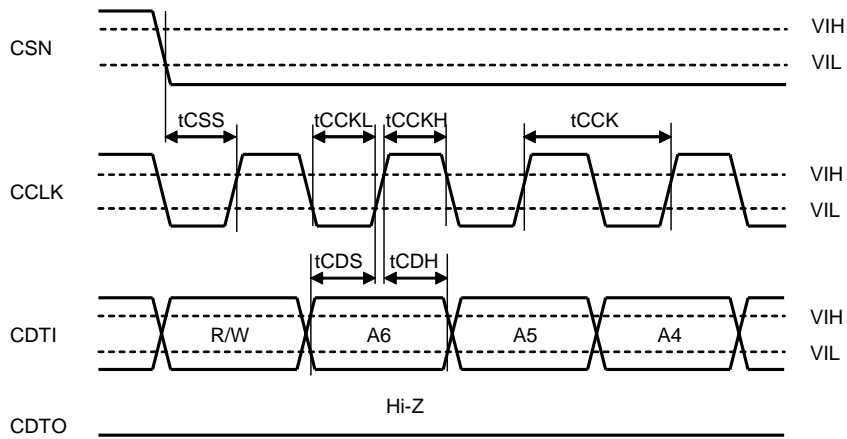 CSN
VIH
VIL
tCSS
tCCKL
tCCKH
tCCK
CCLK
VIH
VIL
tCDS
tCDH
CDTI
R/W
A6
A5
A4
VIH
VIL
Hi-Z
CDTO